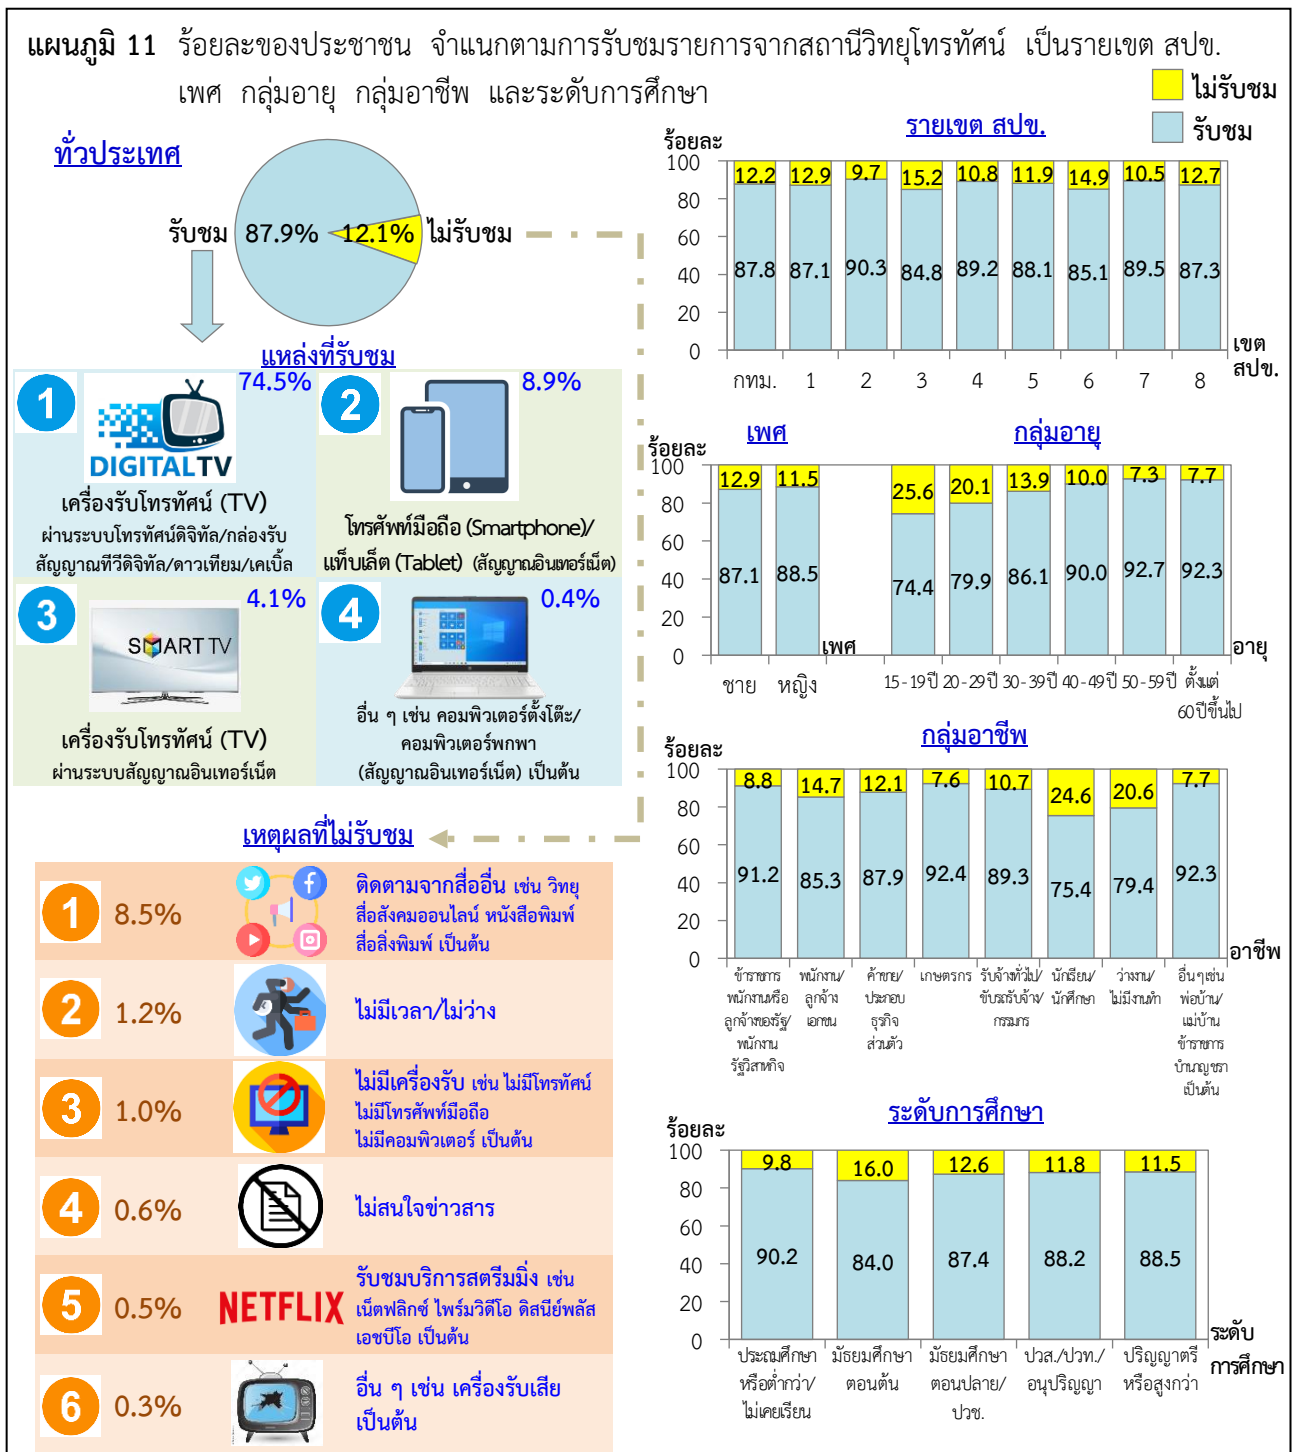 แผนภูมิ 11 ร้อยละของประชาชน จำแนกตามการรับชมรายการจากสถานีวิทยุโทรทัศน์ เป็นรายเขต สปข.
เพศ กลุ่มอายุ กลุ่มอาชีพ และระดับการศึกษา
ไม่รับชม
รับชม
ทั่วประเทศ
รับชม 87.9% 12.1% ไม่รับชม
แหล่งที่รับชม
1 74.5%
DIGITALTV
เครื่องรับโทรทัศน์ (TV)
ผ่านระบบโทรทัศน์ดิจิทัล/กล่องรับ
สัญญาณทีวีดิจิทัล/ดาวเทียม/เคเบิ้ล
2 8.9%
โทรศัพท์มือถือ (Smartphone)/
แท็บเล็ต (Tablet) (สัญญาณอินเทอร์เน็ต)
3 4.1%
SMART TV
เครื่องรับโทรทัศน์ (TV)
ผ่านระบบสัญญาณอินเทอร์เน็ต
4 0.4%
อื่น ๆ เช่น คอมพิวเตอร์ตั้งโต๊ะ/
คอมพิวเตอร์พกพา
(สัญญาณอินเทอร์เน็ต) เป็นต้น
เหตุผลที่ไม่รับชม
1 8.5% ติดตามจากสื่ออื่น เช่น วิทยุ
สื่อสังคมออนไลน์ หนังสือพิมพ์
สื่อสิ่งพิมพ์ เป็นต้น
2 1.2% ไม่มีเวลา/ไม่ว่าง
3 1.0% ไม่มีเครื่องรับ เช่น ไม่มีโทรทัศน์
ไม่มีโทรศัพท์มือถือ
ไม่มีคอมพิวเตอร์ เป็นต้น
4 0.6% ไม่สนใจข่าวสาร
5 0.5% NETFLIX รับชมบริการสตรีมมิ่ง เช่น
เน็ตฟลิกซ์ ไพร์มวิดีโอ ดิสนีย์พลัส
เอชบีโอ เป็นต้น
6 0.3% อื่น ๆ เช่น เครื่องรับเสีย
เป็นต้น
รายเขต สปข.
ร้อยละ
100
80
60
40
20
0
12.2 12.9 9.7 15.2 10.8 11.9 14.9 10.5 12.7
87.8 87.1 90.3 84.8 89.2 88.1 85.1 89.5 87.3
กทม. 1 2 3 4 5 6 7 8
เขต
สปข.
เพศ กลุ่มอายุ
ร้อยละ
100
80
60
40
20
0
12.9 11.5 25.6 20.1 13.9 10.0 7.3 7.7
87.1 88.5 74.4 79.9 86.1 90.0 92.7 92.3
เพศ
อายุ
ชาย หญิง 15 - 19 ปี 20 - 29 ปี 30 - 39 ปี 40 - 49 ปี 50 - 59 ปี ตั้งแต่
60 ปีขึ้นไป
กลุ่มอาชีพ
ร้อยละ
100
80
60
40
20
0
8.8 14.7 12.1 7.6 10.7 24.6 20.6 7.7
91.2 85.3 87.9 92.4 89.3 75.4 79.4 92.3
อาชีพ
ข้าราชการ
พนักงานหรือ
ลูกจ้างของรัฐ/
พนักงาน
รัฐวิสาหกิจ
พนักงาน/
ลูกจ้าง
เอกชน
ค้าขาย/
ประกอบ
ธุรกิจ
ส่วนตัว
เกษตรกร
รับจ้างทั่วไป/
ขับรถรับจ้าง/
กรรมกร
นักเรียน/
นักศึกษา
ว่างงาน/
ไม่มีงานทำ
อื่น ๆ เช่น
พ่อบ้าน/
แม่บ้าน
ข้าราชการ
บำนาญ ชรา
เป็นต้น
ระดับการศึกษา
ร้อยละ
100
80
60
40
20
0
9.8 16.0 12.6 11.8 11.5
90.2 84.0 87.4 88.2 88.5
ระดับ
การศึกษา
ประถมศึกษา
หรือต่ำกว่า/
ไม่เคยเรียน
มัธยมศึกษา
ตอนต้น
มัธยมศึกษา
ตอนปลาย/
ปวช.
ปวส./ปวท./
อนุปริญญา
ปริญญาตรี
หรือสูงกว่า